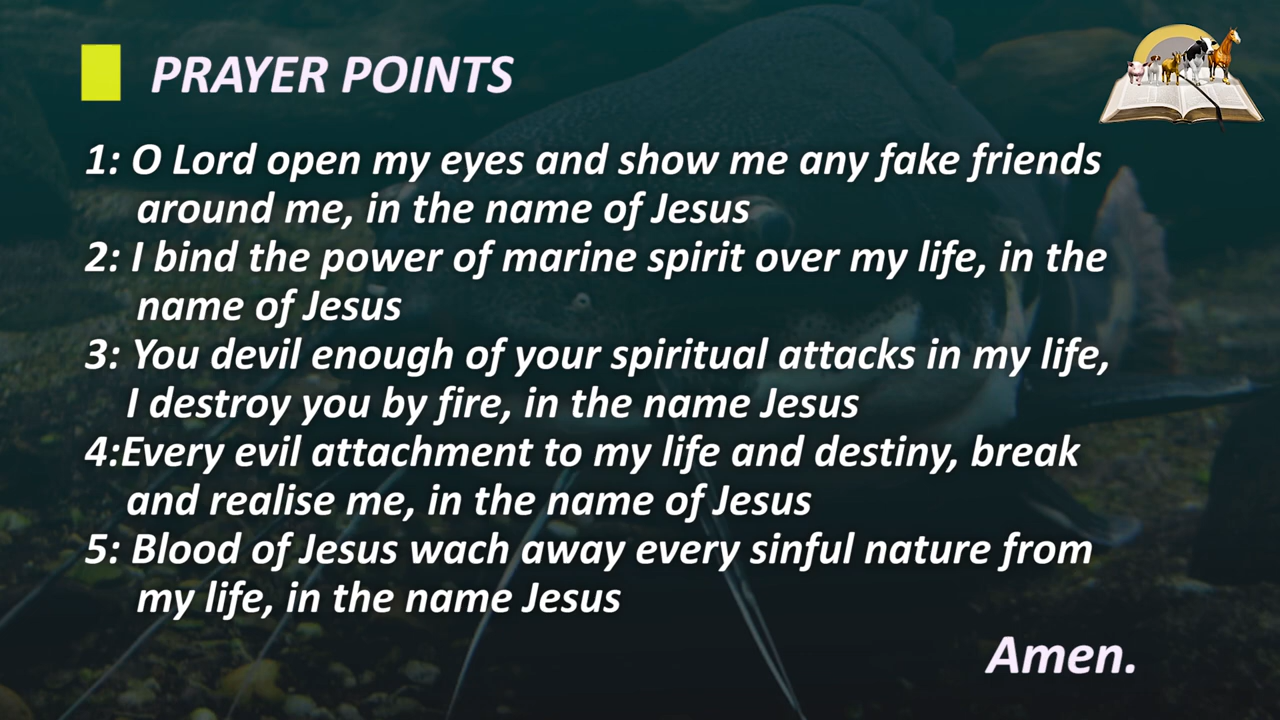 PRAYER POINTS
1: O Lord open my eyes and show me any fake friends
around me, in the name of Jesus
2: I bind the power of marine spirit over my life, in the
name of Jesus
3: You devil enough of your spiritual attacks in my life,
I destroy you by fire, in the name Jesus
4:Every evil attachment to my life and destiny, break
and realise me, in the name of Jesus
5: Blood of Jesus wach away every sinful nature from
my life, in the name Jesus
Amen.